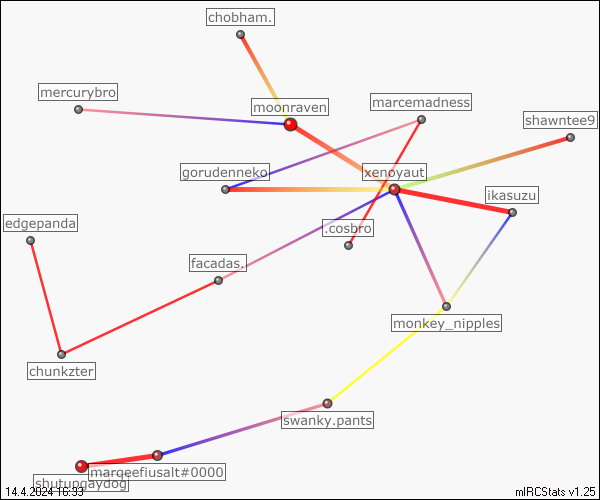 chobham.
mercurybro
moonraven
marcemadness
shawntee9
gorudenneko
xenoyaut
ikasuzu
edgepanda
.cosbro
facadas.
monkey_nipples
chunkzter
swanky.pants
marqeefiusalt#0000
shutupgaydog
14.4.2024 16:33
mIRCStats v1.25